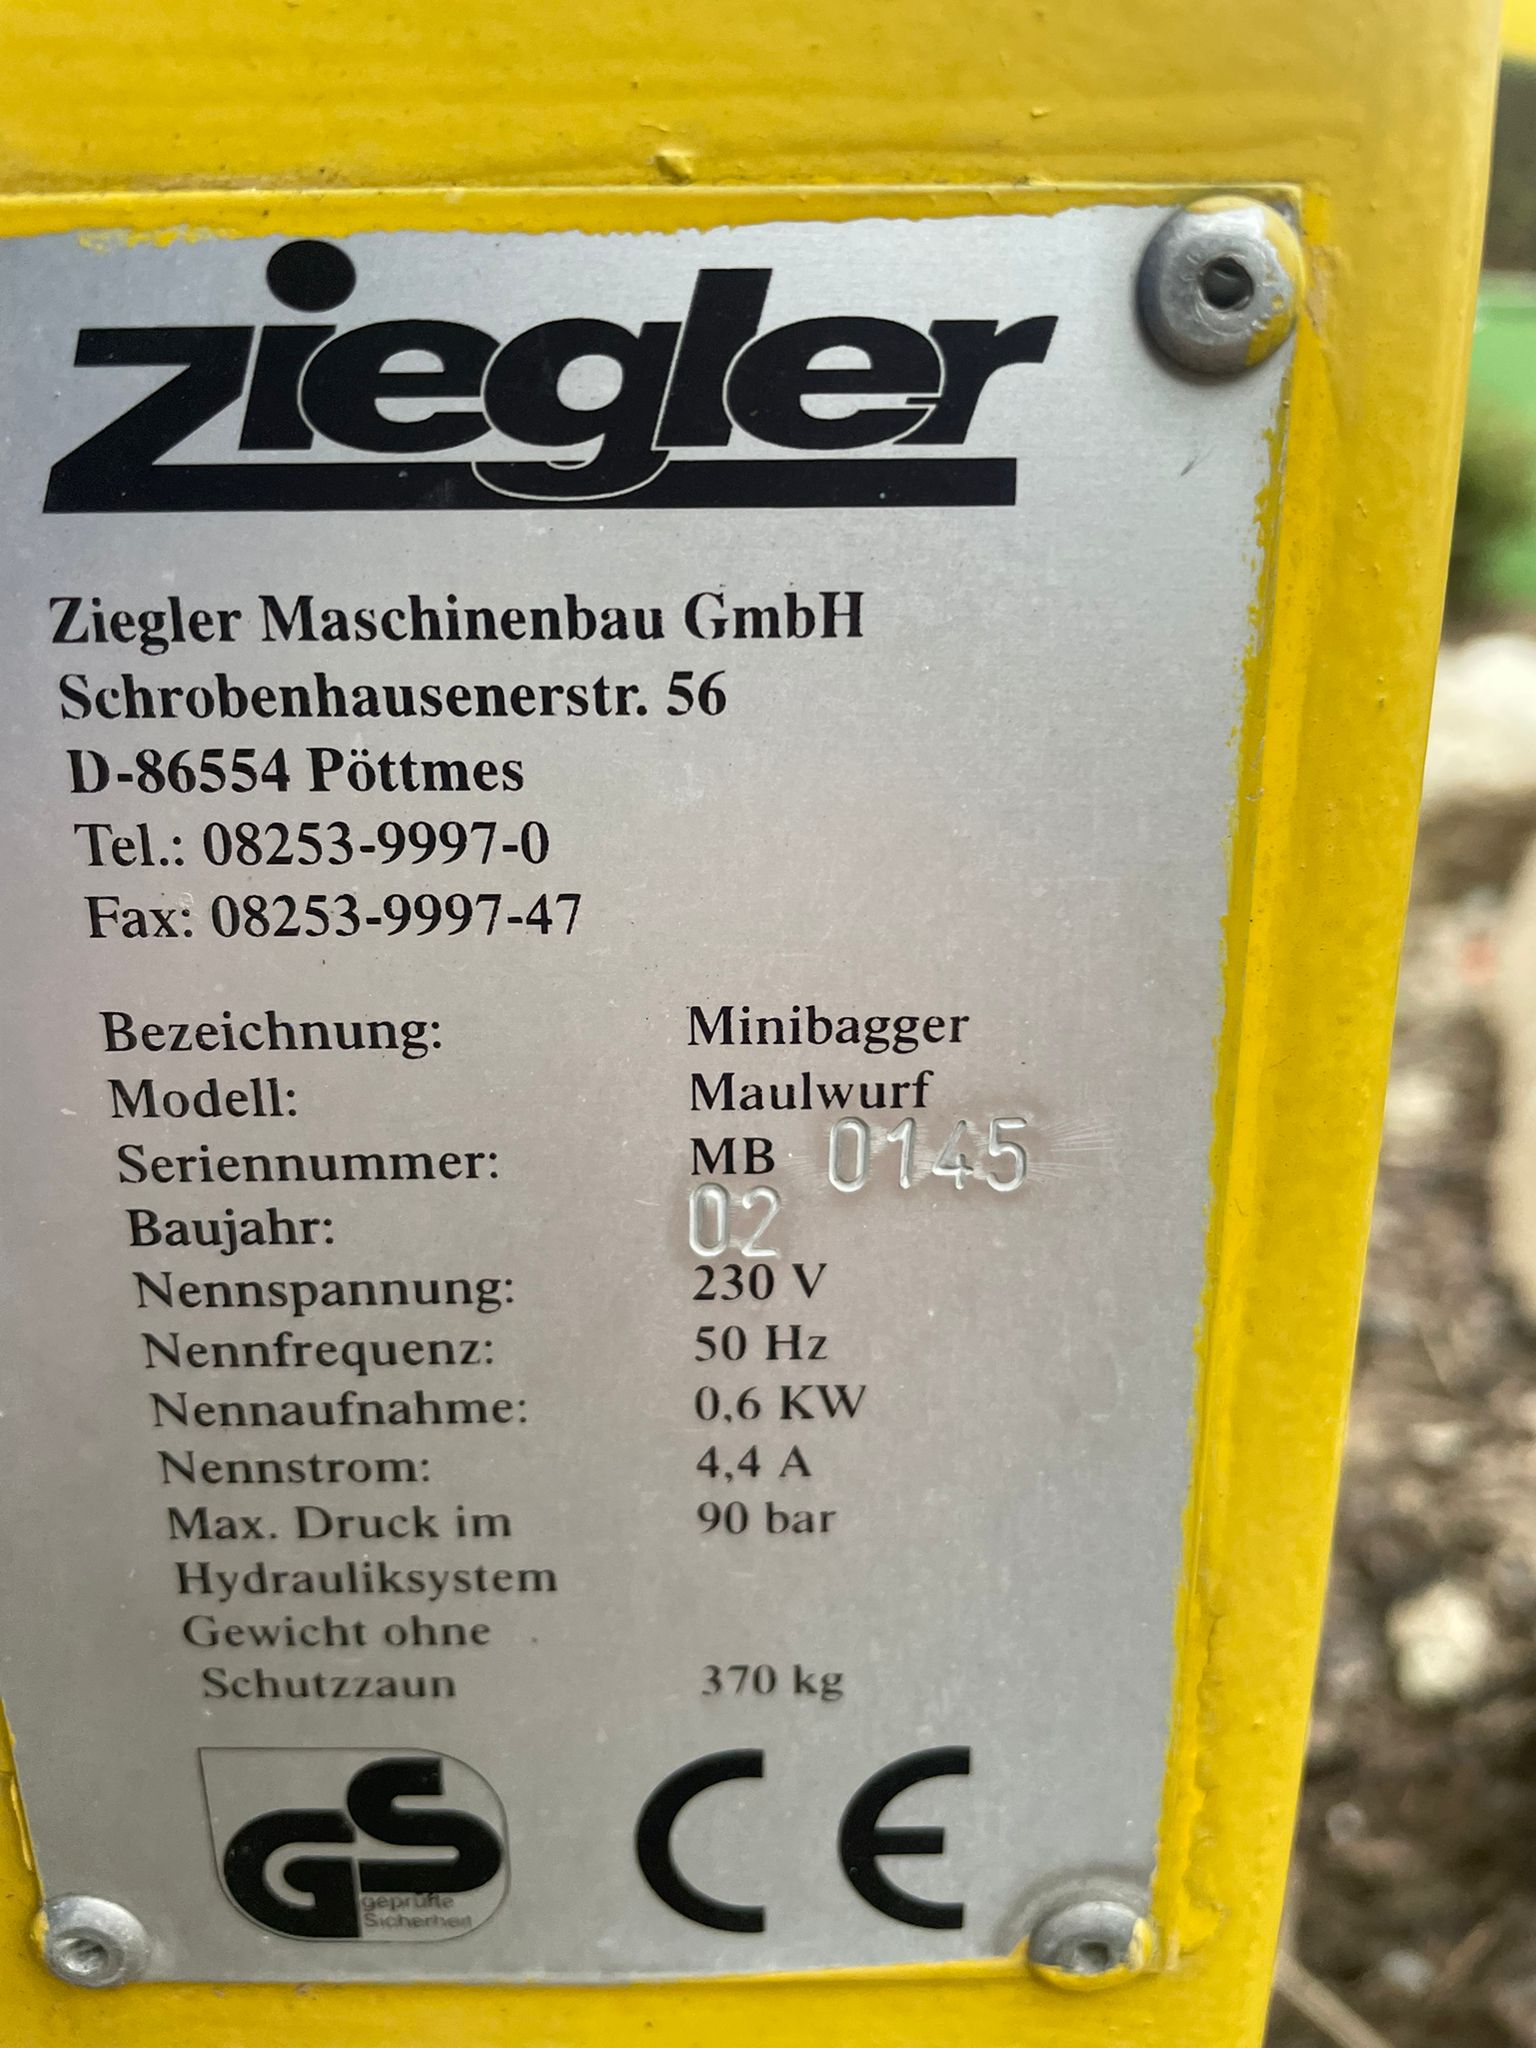 ziegler
Ziegler Maschinenbau GmbH
Schrobenhausenerstr. 56
D-86554 Pöttmes
Tel.: 08253-9997-0
Fax: 08253-9997-47
Bezeichnung: Minibagger
Modell: Maulwurf
Seriennummer: MB 0145
Baujahr: 02
Nennspannung: 230 V
Nennfrequenz: 50 Hz
Nennaufnahme: 0,6 KW
Nennstrom: 4,4 A
Max. Druck im 90 bar
Hydrauliksystem
Gewicht ohne
Schutzzaun 370 kg
GS CE
geprüfte
Sicherheit